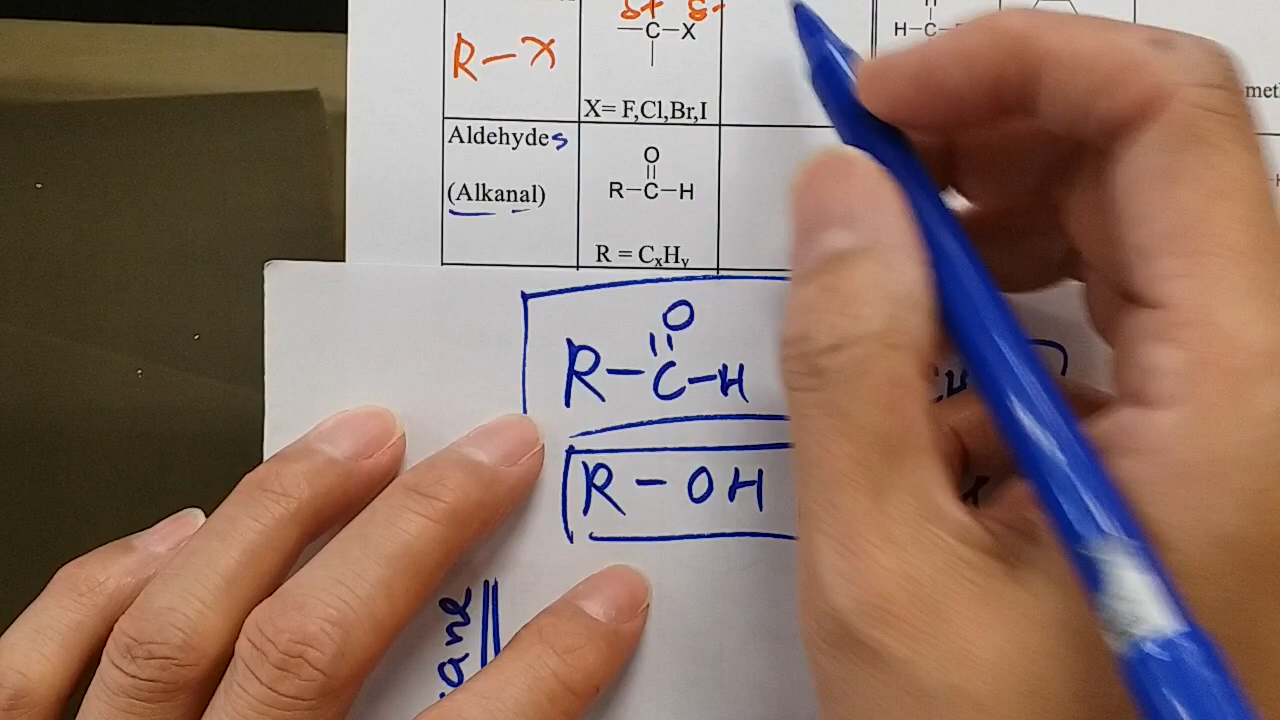 δ+ δ-
—C—X
H—C—
R—X
X= F,Cl,Br,I
Aldehydes
O
(Alkanal)
R—C—H
R = CxHy
O
R—C—H
R—OH
ane